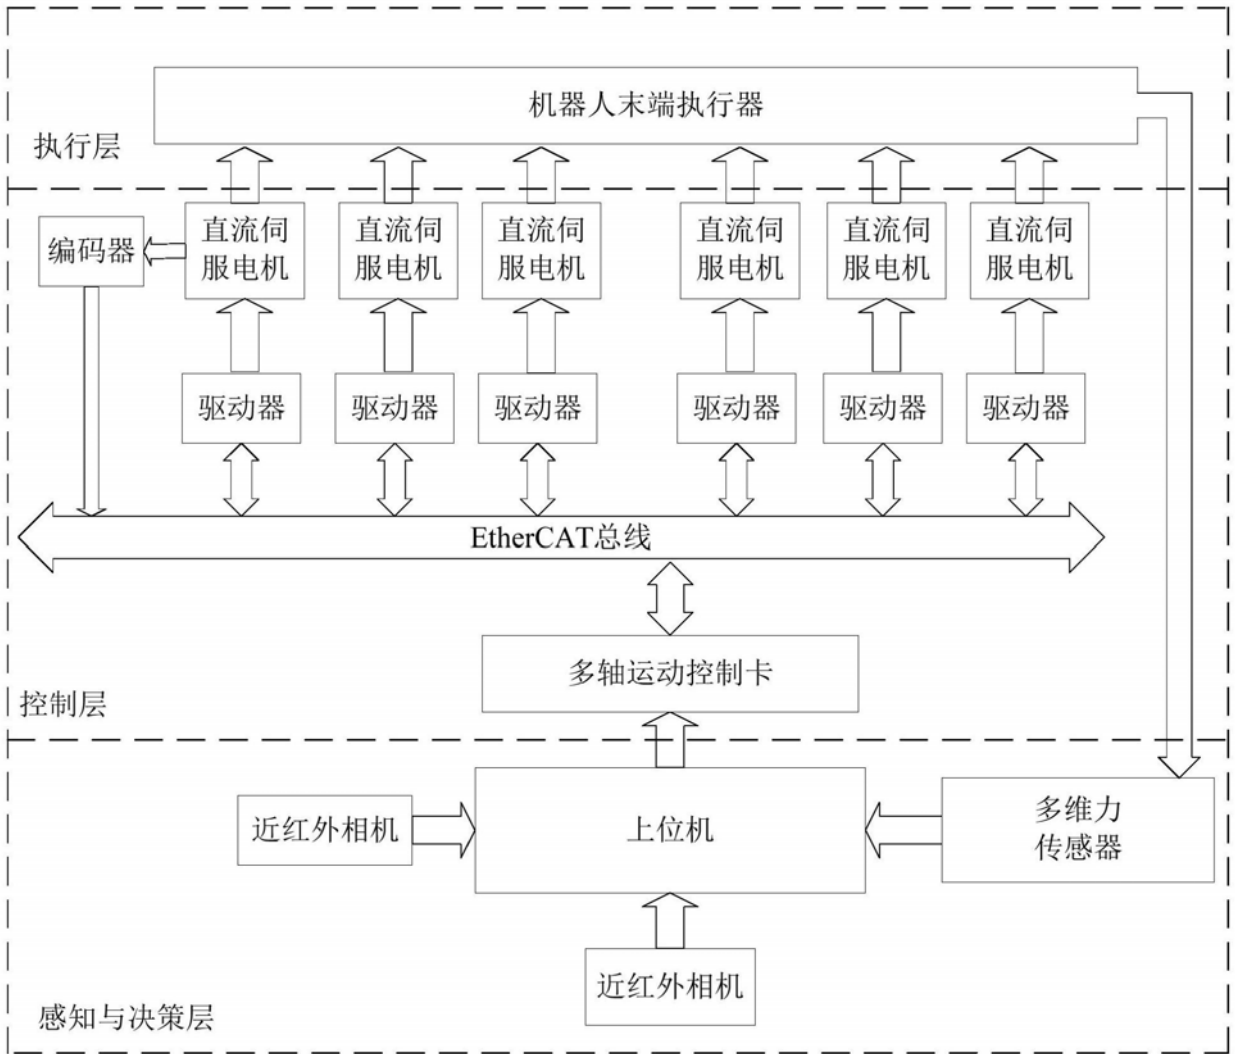 机器人末端执行器
执行层
编码器
直流伺
服电机
直流伺
服电机
直流伺
服电机
直流伺
服电机
直流伺
服电机
直流伺
服电机
驱动器
驱动器
驱动器
驱动器
驱动器
驱动器
EtherCAT总线
多轴运动控制卡
控制层
近红外相机
上位机
多维力
传感器
近红外相机
感知与决策层